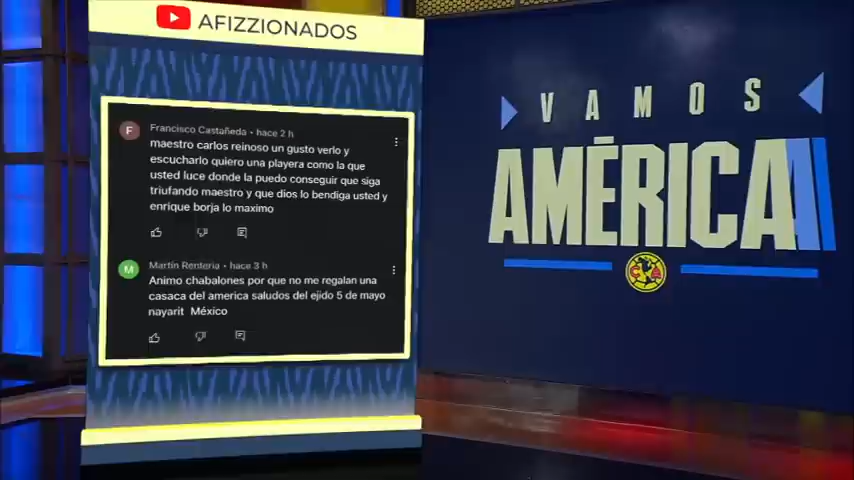 AFIZZIONADOS
F
Francisco Castañeda • hace 2 h
maestro carlos reinoso un gusto verlo y
escucharlo quiero una playera como la que
usted luce donde la puedo conseguir que siga
triufando maestro y que dios lo bendiga usted y
enrique borja lo maximo
M
Martín Renteria • hace 3 h
Animo chabalones por que no me regalan una
casaca del america saludos del ejido 5 de mayo
nayarit México
VAMOS
AMÉRICA
C A